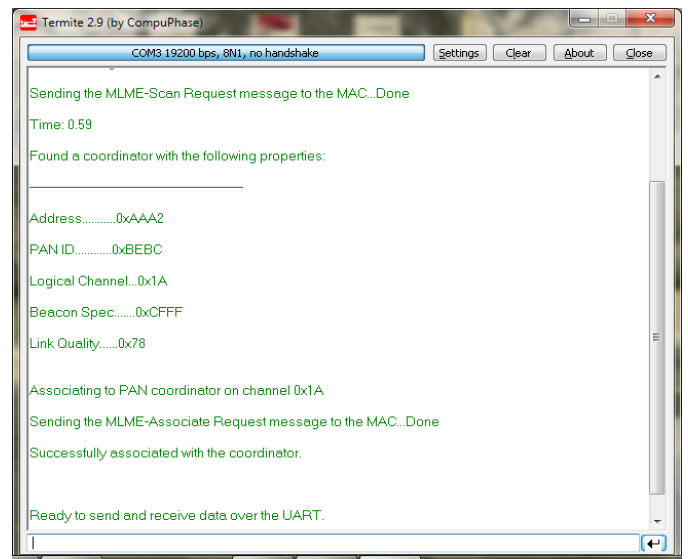 Termite 2.9 (by CompuPhase)
COM3 19200 bps, 8N1, no handshake Settings Clear About Close
Sending the MLME-Scan Request message to the MAC...Done
Time: 0.59
Found a coordinator with the following properties:
Address..........0xAAA2
PAN ID...........0xBEBC
Logical Channel...0x1A
Beacon Spec......0xCFFF
Link Quality.....0x78
Associating to PAN coordinator on channel 0x1A
Sending the MLME-Associate Request message to the MAC...Done
Successfully associated with the coordinator.
Ready to send and receive data over the UART.